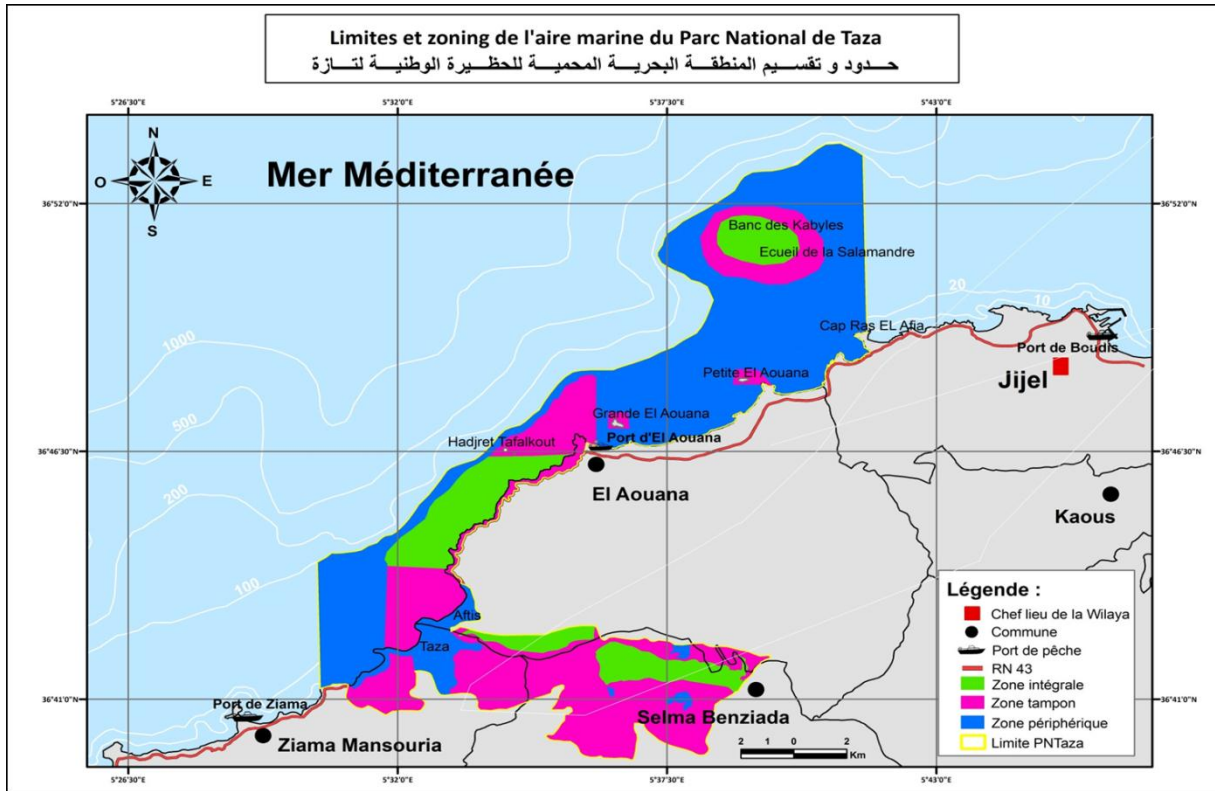 Limites et zoning de l'aire marine du Parc National de Taza
حـــدود و تقسـيـــم المنطقـــة البحريـــة المحميـــة للحظـــيرة الوطنيـــة لتـــازة
5°26'30"E 5°32'0"E 5°37'30"E 5°43'0"E
N
O E
S
Mer Méditerranée
36°52'0"N 36°52'0"N
Banc des Kabyles
Ecueil de la Salamandre
20
10
1000
Cap Ras EL Afia
Port de Boudis
Jijel
Petite El Aouana
500
Grande El Aouana
Hadjret Tafalkout
Port d'El Aouana
36°46'30"N 36°46'30"N
El Aouana
200
Kaous
100
Aftis
Taza
36°41'0"N 36°41'0"N
Port de Ziama
Selma Benziada
Ziama Mansouria
2 1 0 2
Km
Légende :
Chef lieu de la Wilaya
Commune
Port de pêche
RN 43
Zone intégrale
Zone tampon
Zone périphérique
Limite PNTaza
5°26'30"E 5°32'0"E 5°37'30"E 5°43'0"E